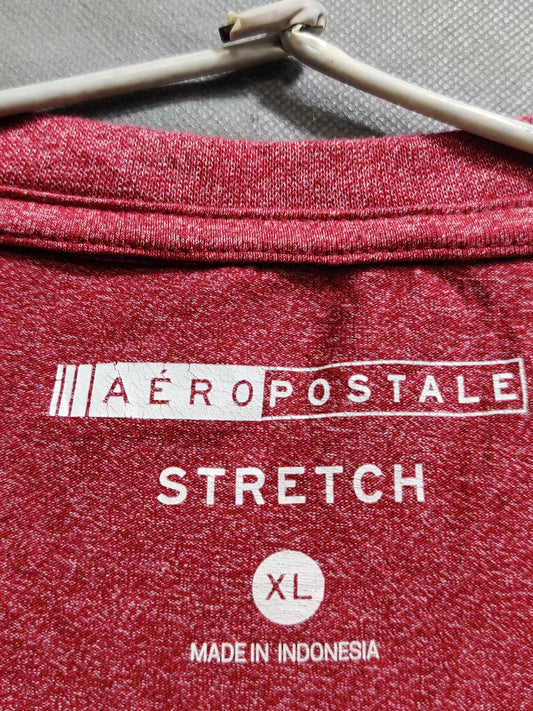 AÉROPOSTALE
STRETCH
XL
MADE IN INDONESIA